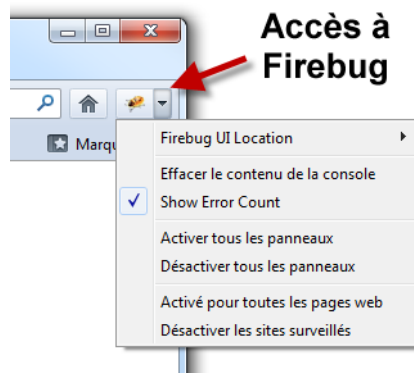 Accès à
Firebug
Marqu
Firebug UI Location
Effacer le contenu de la console
Show Error Count
Activer tous les panneaux
Désactiver tous les panneaux
Activé pour toutes les pages web
Désactiver les sites surveillés